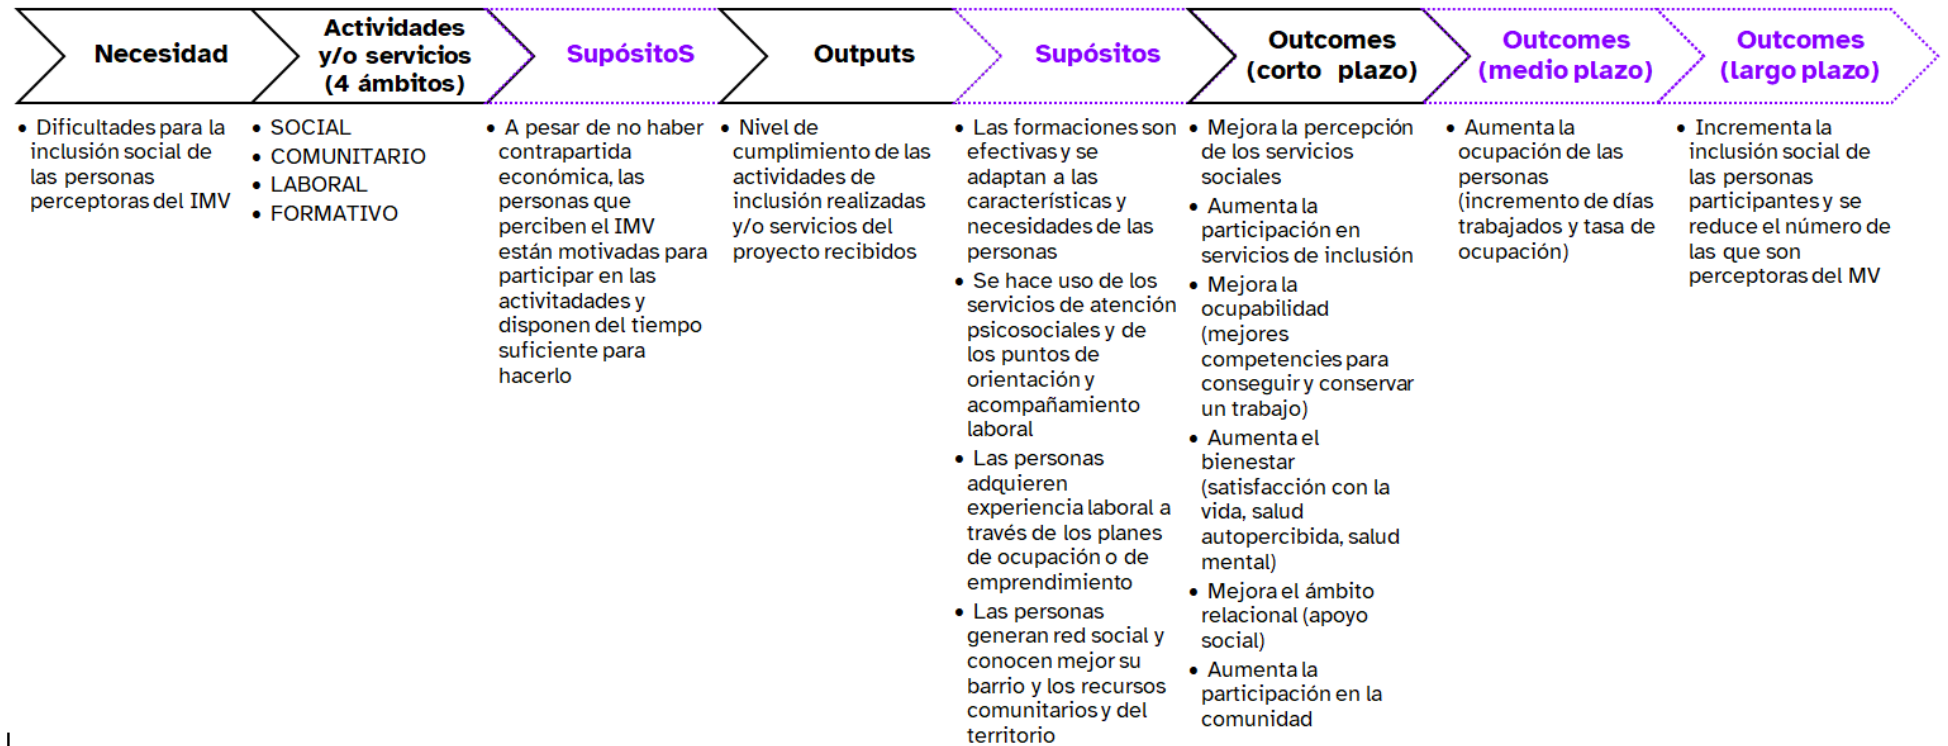 Necesidad
Actividades
y/o servicios
(4 ámbitos)
SupósitoS
Outputs
Supósitos
Outcomes
(corto plazo)
Outcomes
(medio plazo)
Outcomes
(largo plazo)
• Dificultades para la
inclusión social de
las personas
perceptoras del IMV
• SOCIAL
• COMUNITARIO
• LABORAL
• FORMATIVO
• A pesar de no haber
contrapartida
económica, las
personas que
perciben el IMV
están motivadas para
participar en las
activitadades y
disponen del tiempo
suficiente para
hacerlo
• Nivel de
cumplimiento de las
actividades de
inclusión realizadas
y/o servicios del
proyecto recibidos
• Las formaciones son
efectivas y se
adaptan a las
características y
necesidades de las
personas
• Se hace uso de los
servicios de atención
psicosociales y de
los puntos de
orientación y
acompañamiento
laboral
• Las personas
adquieren
experiencia laboral a
través de los planes
de ocupación o de
emprendimiento
• Las personas
generan red social y
conocen mejor su
barrio y los recursos
comunitarios y del
territorio
• Mejora la percepción
de los servicios
sociales
• Aumenta la
participación en
servicios de inclusión
• Mejora la
ocupabilidad
(mejores
competencies para
conseguir y conservar
un trabajo)
• Aumenta el
bienestar
(satisfacción con la
vida, salud
autopercibida, salud
mental)
• Mejora el ámbito
relacional (apoyo
social)
• Aumenta la
participación en la
comunidad
• Aumenta la
ocupación de las
personas
(incremento de días
trabajados y tasa de
ocupación)
• Incrementa la
inclusión social de
las personas
participantes y se
reduce el número de
las que son
perceptoras del MV